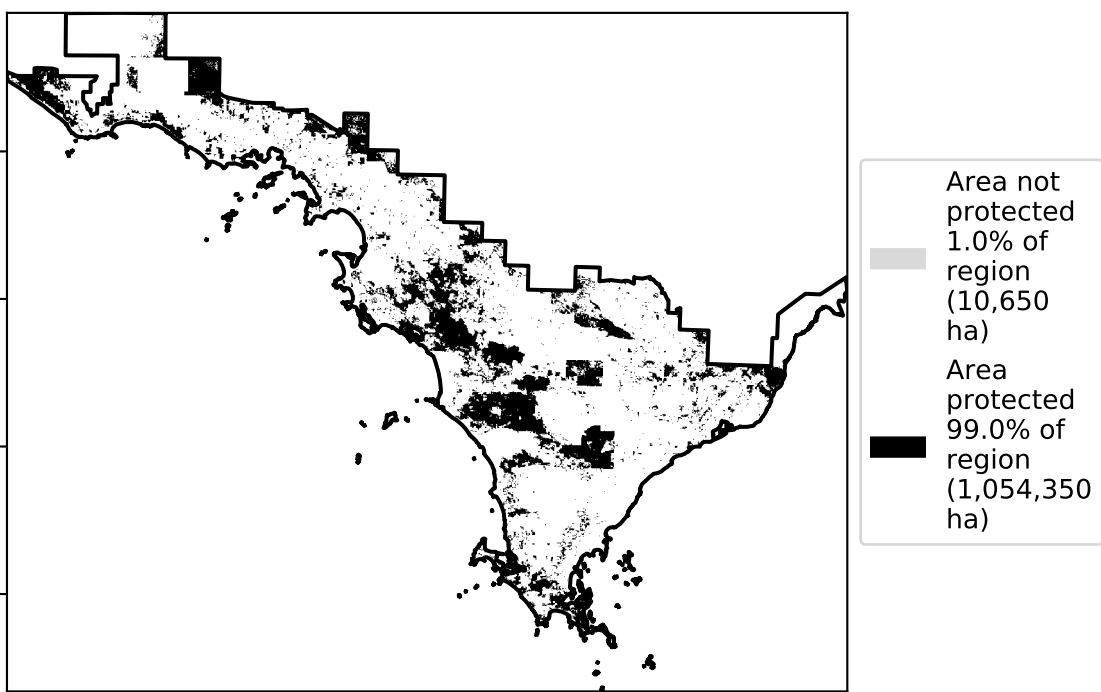 Area not
protected
1.0% of
region
(10,650
ha)
Area
protected
99.0% of
region
(1,054,350
ha)